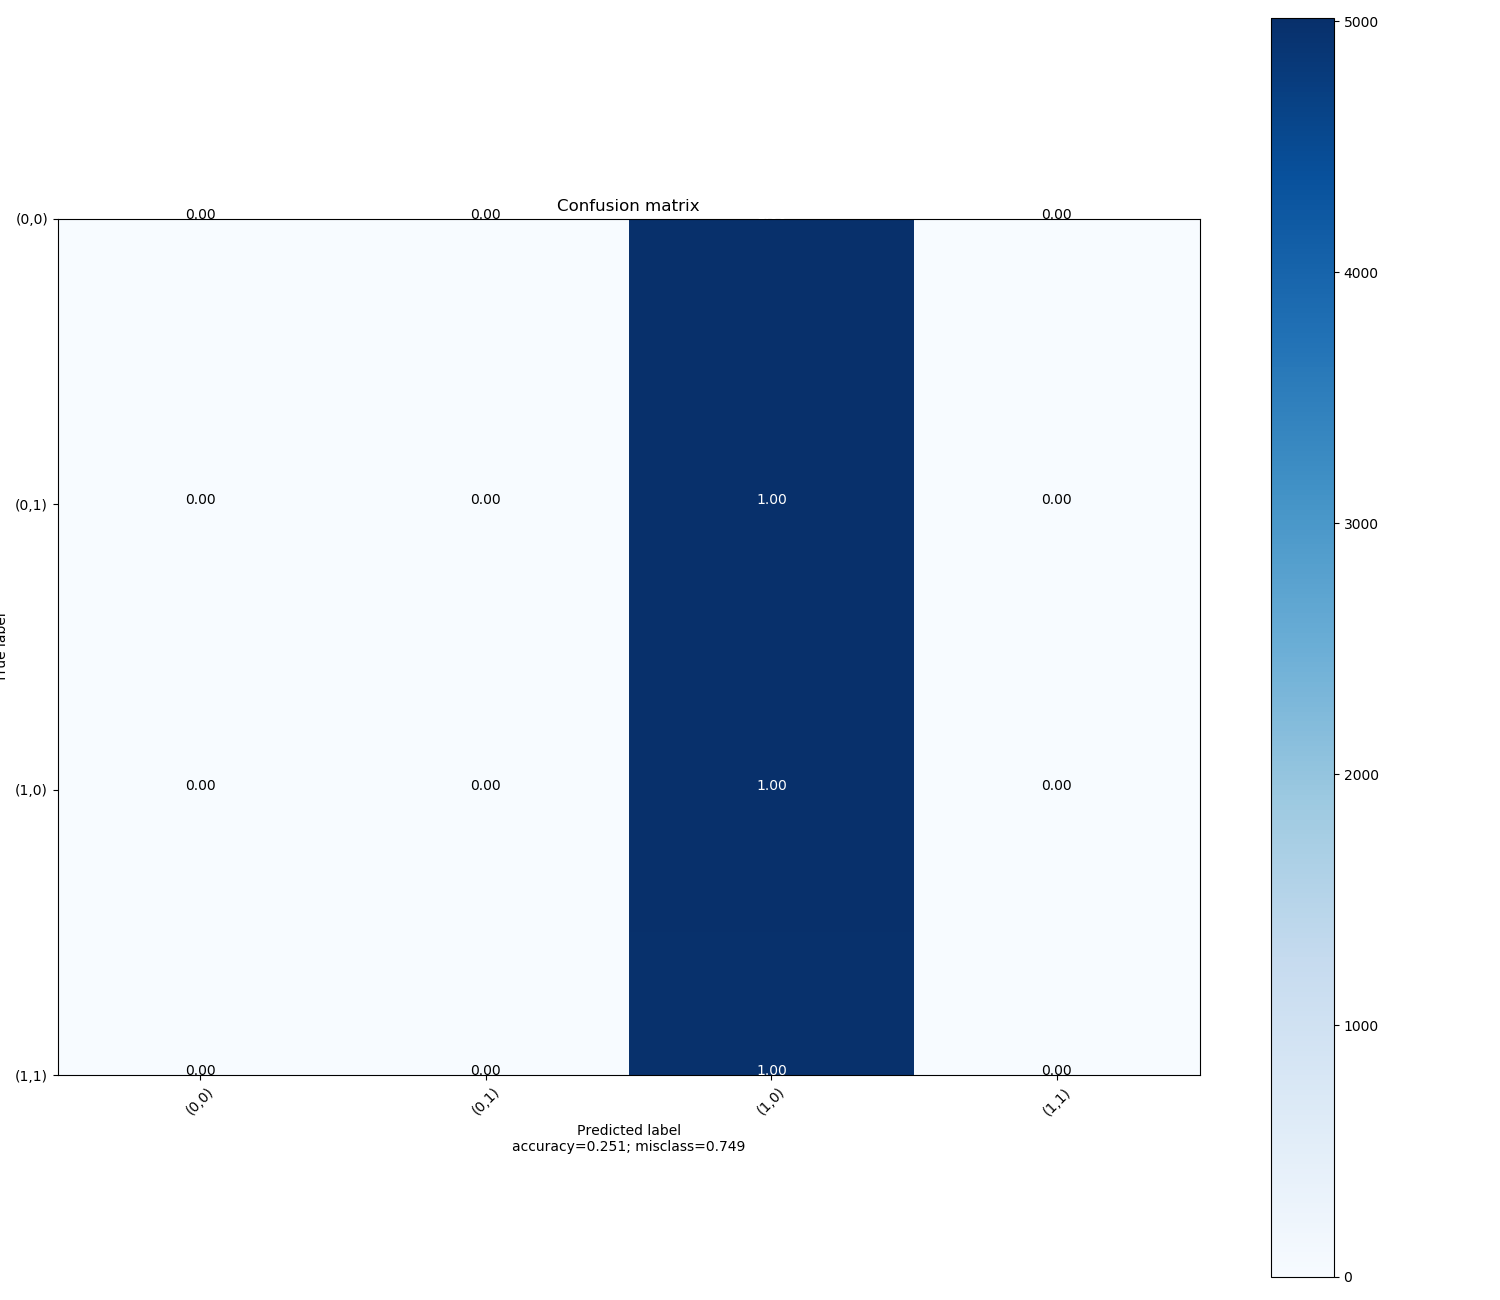 Confusion matrix
(0,0) 0.00 0.00 0.00
(0,1) 0.00 0.00 1.00 0.00
(1,0) 0.00 0.00 1.00 0.00
(1,1) 0.00 0.00 1.00 0.00
(0,0) (0,1) (1,0) (1,1)
Predicted label
accuracy=0.251; misclass=0.749
True label
5000
4000
3000
2000
1000
0